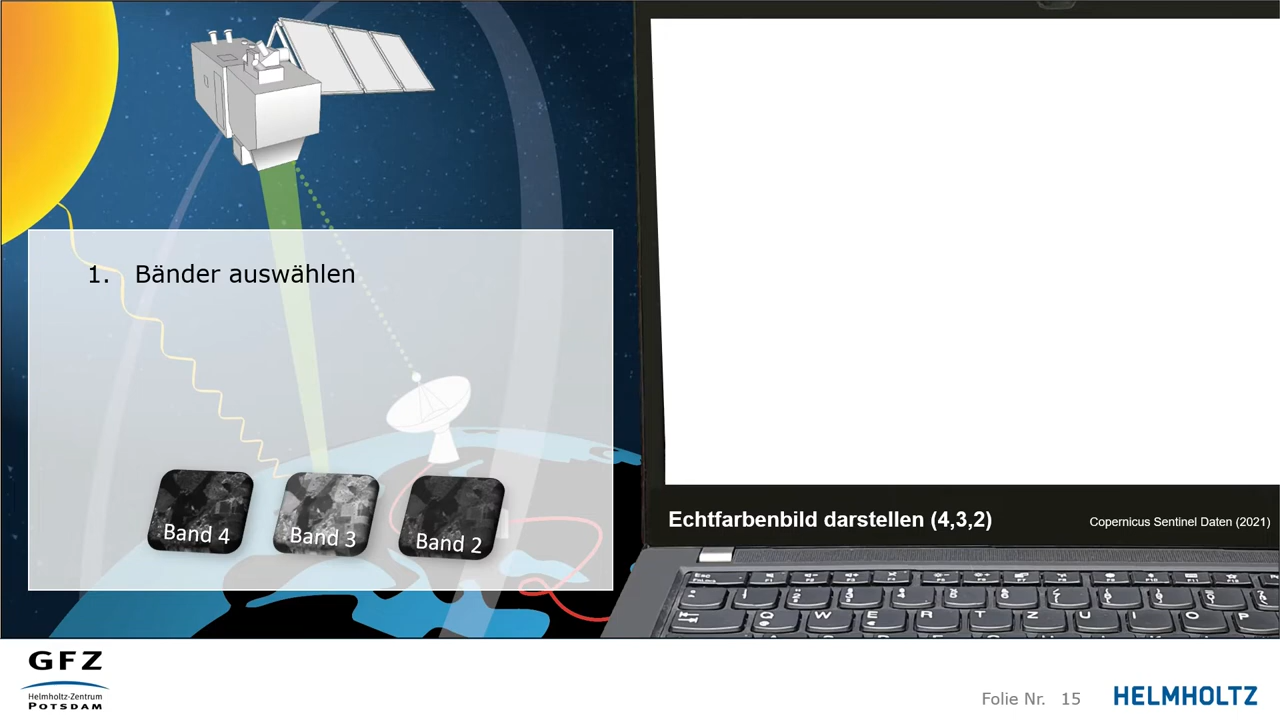 1. Bänder auswählen
Band 4
Band 3
Band 2
Echtfarbenbild darstellen (4,3,2)
Copernicus Sentinel Daten (2021)
Q W E R T Z U I O P
GFZ
Helmholtz-Zentrum
POTSDAM
Folie Nr. 15
HELMHOLTZ